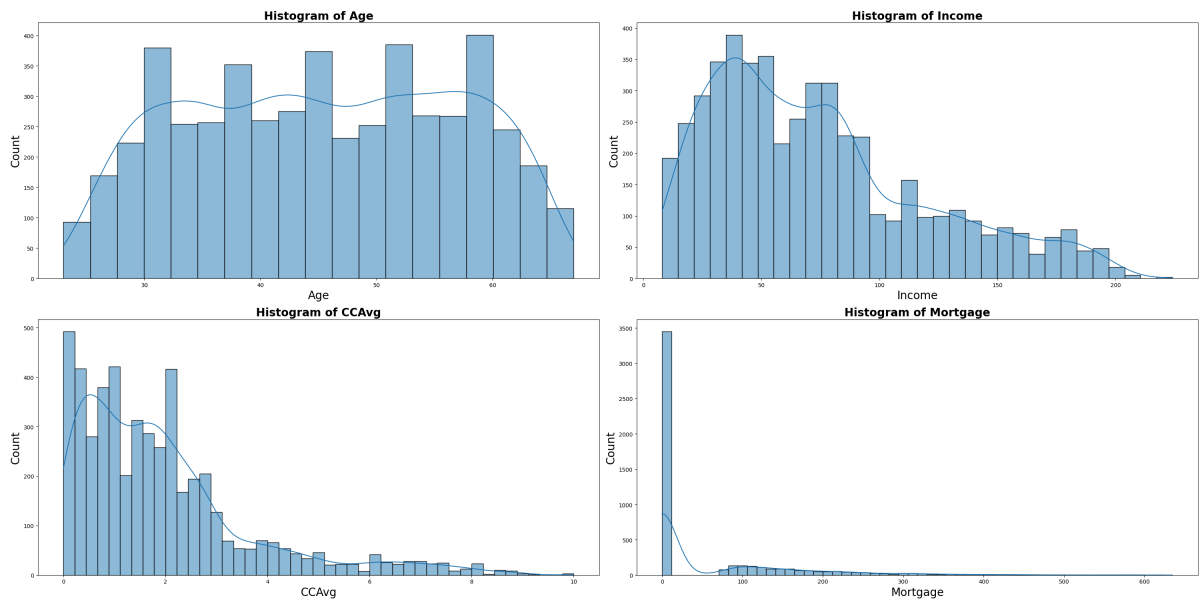 Histogram of Age
Count
400
350
300
250
200
150
100
50
0
30 40 50 60
Age
Histogram of Income
Count
400
350
300
250
200
150
100
50
0
0 50 100 150 200
Income
Histogram of CCAvg
Count
500
400
300
200
100
0
0 2 4 6 8 10
CCAvg
Histogram of Mortgage
Count
3500
3000
2500
2000
1500
1000
500
0
0 100 200 300 400 500 600
Mortgage